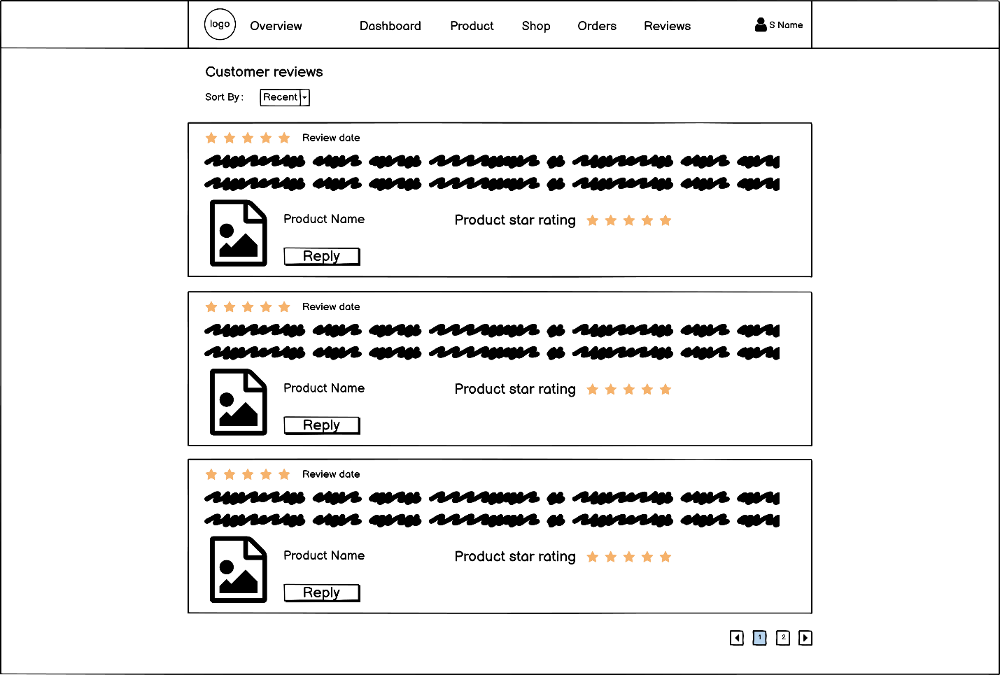 logo Overview Dashboard Product Shop Orders Reviews S Name
Customer reviews
Sort By: Recent
Review date
Product Name Product star rating
Reply
Review date
Product Name Product star rating
Reply
Review date
Product Name Product star rating
Reply
1 2